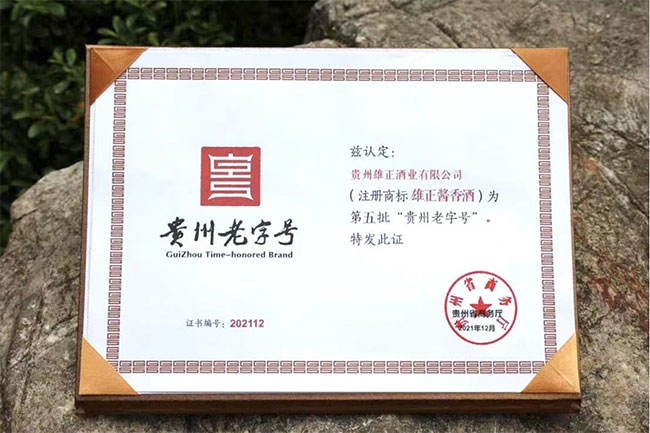 贵州老字号
GuiZhou Time-honored Brand
证书编号：202112
兹认定：
贵州雄正酒业有限公司
（注册商标 雄正酱香酒）为
第五批“贵州老字号”。
特发此证
贵州省商务厅
贵州省商务厅
2021年12月